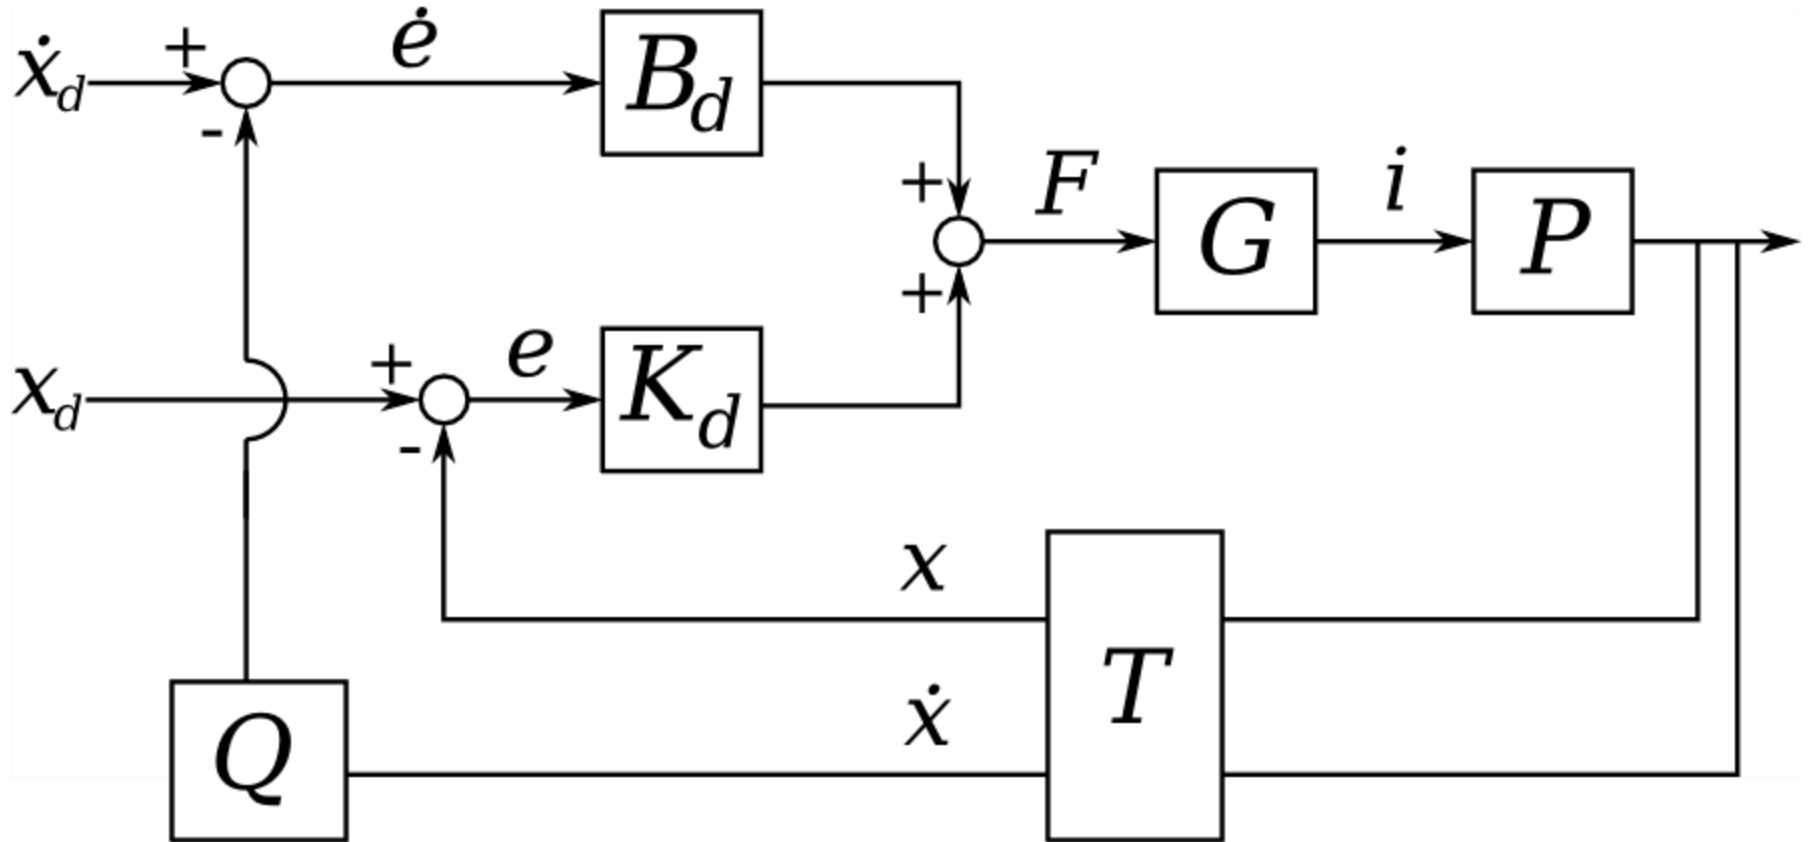 ẋd
+
-
ė
Bd
+
+
F
G
i
P
xd
+
-
e
Kd
x
ẋ
T
Q